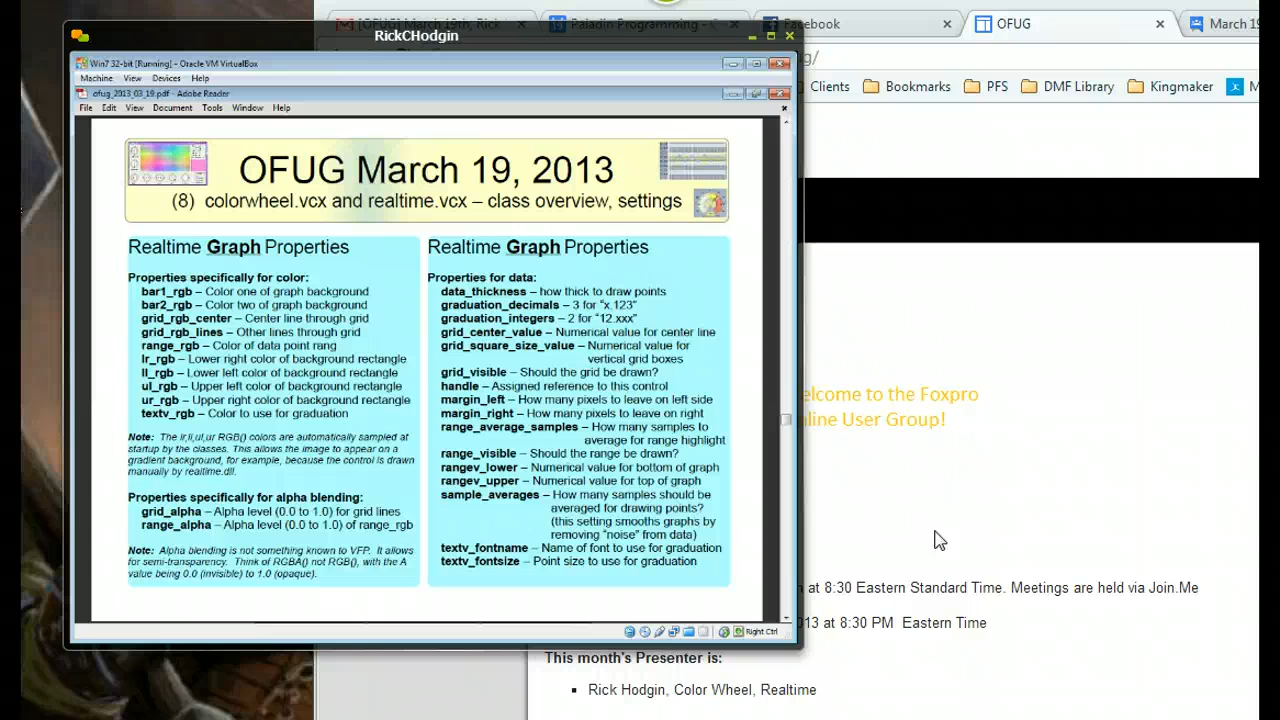 [OFUG] March 19th, Rick
Paladin Programming -
Facebook
OFUG
March 19
RickCHodgin
Win7 32-bit [Running] - Oracle VM VirtualBox
Machine View Devices Help
ofug_2013_03_19.pdf - Adobe Reader
File Edit View Document Tools Window Help
OFUG March 19, 2013
(8) colorwheel.vcx and realtime.vcx – class overview, settings
Realtime Graph Properties
Properties specifically for color:
bar1_rgb – Color one of graph background
bar2_rgb – Color two of graph background
grid_rgb_center – Center line through grid
grid_rgb_lines – Other lines through grid
range_rgb – Color of data point rang
lr_rgb – Lower right color of background rectangle
ll_rgb – Lower left color of background rectangle
ul_rgb – Upper left color of background rectangle
ur_rgb – Upper right color of background rectangle
textv_rgb – Color to use for graduation
Note: The lr,ll,ul,ur RGB() colors are automatically sampled at
startup by the classes. This allows the image to appear on a
gradient background, for example, because the control is drawn
manually by realtime.dll.
Properties specifically for alpha blending:
grid_alpha – Alpha level (0.0 to 1.0) for grid lines
range_alpha – Alpha level (0.0 to 1.0) of range_rgb
Note: Alpha blending is not something known to VFP. It allows
for semi-transparency. Think of RGBA() not RGB(), with the A
value being 0.0 (invisible) to 1.0 (opaque).
Realtime Graph Properties
Properties for data:
data_thickness – how thick to draw points
graduation_decimals – 3 for "x.123"
graduation_integers – 2 for "12.xxx"
grid_center_value – Numerical value for center line
grid_square_size_value – Numerical value for
vertical grid boxes
grid_visible – Should the grid be drawn?
handle – Assigned reference to this control
margin_left – How many pixels to leave on left side
margin_right – How many pixels to leave on right
range_average_samples – How many samples to
average for range highlight
range_visible – Should the range be drawn?
rangev_lower – Numerical value for bottom of graph
rangev_upper – Numerical value for top of graph
sample_averages – How many samples should be
averaged for drawing points?
(this setting smooths graphs by
removing "noise" from data)
textv_fontname – Name of font to use for graduation
textv_fontsize – Point size to use for graduation
Right Ctrl
g/
Clients Bookmarks PFS DMF Library Kingmaker M
elcome to the Foxpro
nline User Group!
at 8:30 Eastern Standard Time. Meetings are held via Join.Me
013 at 8:30 PM Eastern Time
This month's Presenter is:
Rick Hodgin, Color Wheel, Realtime